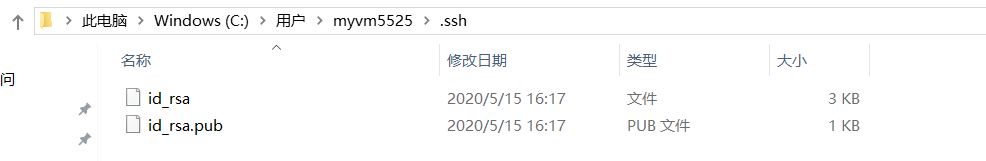 此电脑 > Windows (C:) > 用户 > myvm5525 > .ssh
名称 修改日期 类型 大小
问
id_rsa 2020/5/15 16:17 文件 3 KB
id_rsa.pub 2020/5/15 16:17 PUB 文件 1 KB